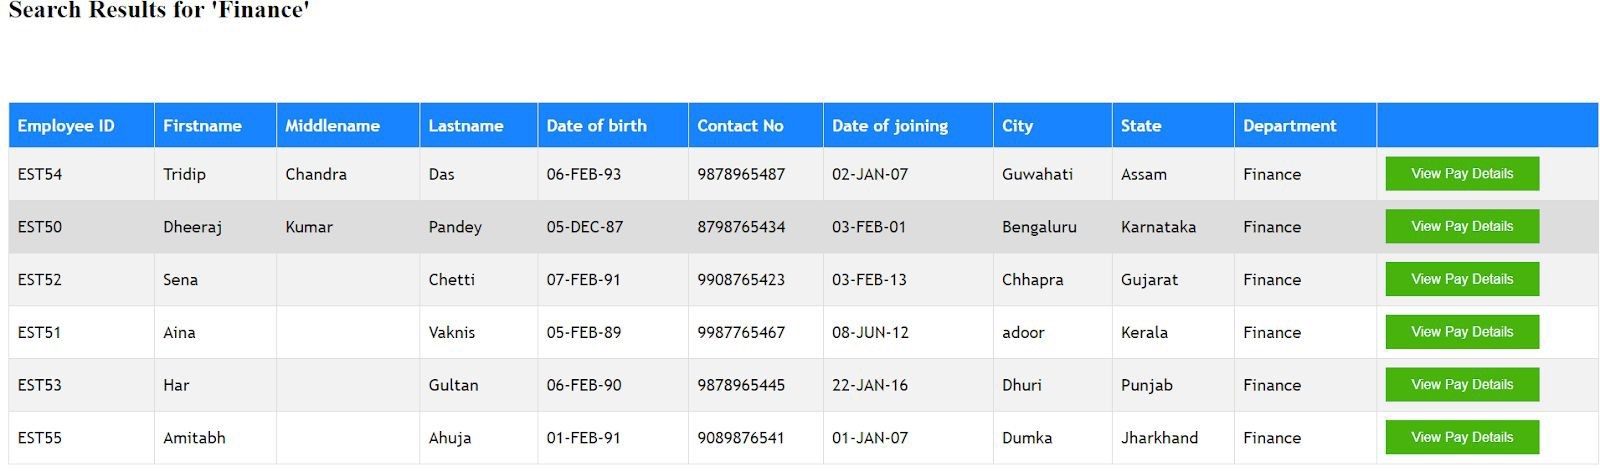 Search Results for 'Finance'
Employee ID Firstname Middlename Lastname Date of birth Contact No Date of joining City State Department
EST54 Tridip Chandra Das 06-FEB-93 9878965487 02-JAN-07 Guwahati Assam Finance View Pay Details
EST50 Dheeraj Kumar Pandey 05-DEC-87 8798765434 03-FEB-01 Bengaluru Karnataka Finance View Pay Details
EST52 Sena Chetti 07-FEB-91 9908765423 03-FEB-13 Chhapra Gujarat Finance View Pay Details
EST51 Aina Vaknis 05-FEB-89 9987765467 08-JUN-12 adoor Kerala Finance View Pay Details
EST53 Har Gultan 06-FEB-90 9878965445 22-JAN-16 Dhuri Punjab Finance View Pay Details
EST55 Amitabh Ahuja 01-FEB-91 9089876541 01-JAN-07 Dumka Jharkhand Finance View Pay Details